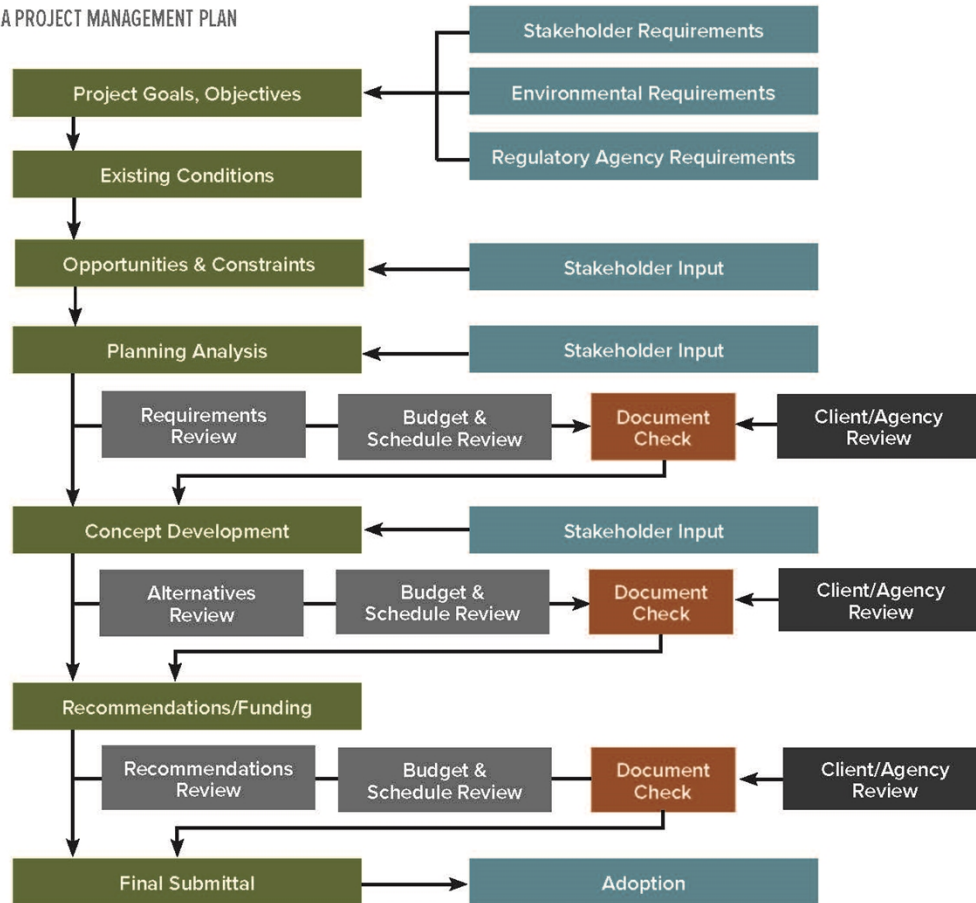 A PROJECT MANAGEMENT PLAN
Stakeholder Requirements
Project Goals, Objectives
Environmental Requirements
Regulatory Agency Requirements
Existing Conditions
Opportunities & Constraints
Stakeholder Input
Planning Analysis
Stakeholder Input
Requirements
Review
Budget &
Schedule Review
Document
Check
Client/Agency
Review
Concept Development
Stakeholder Input
Alternatives
Review
Budget &
Schedule Review
Document
Check
Client/Agency
Review
Recommendations/Funding
Recommendations
Review
Budget &
Schedule Review
Document
Check
Client/Agency
Review
Final Submittal
Adoption